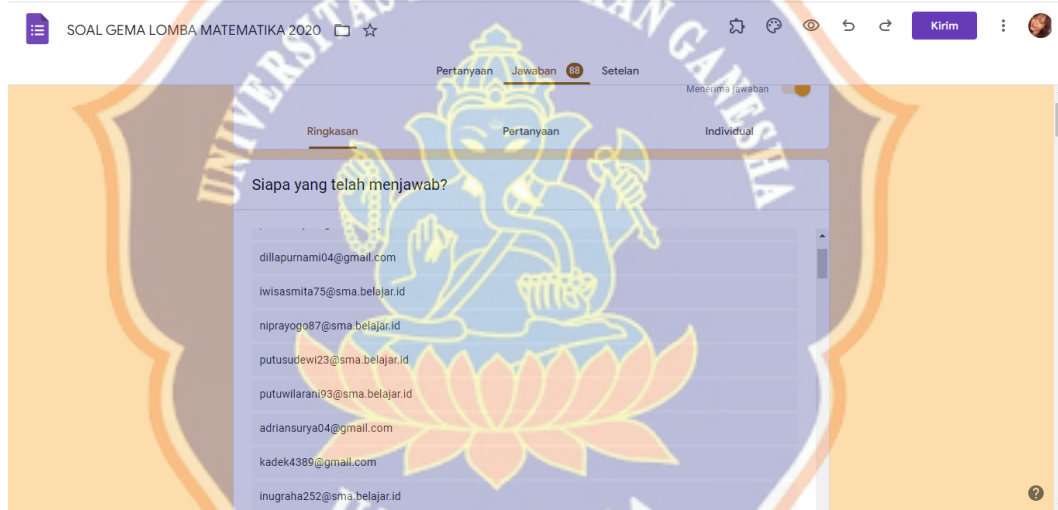 SOAL GEMA LOMBA MATEMATIKA 2020
Kirim
Pertanyaan Jawaban 88 Setelan
Menerima jawaban
Ringkasan Pertanyaan Individual
Siapa yang telah menjawab?
dillapurnami04@gmail.com
iwisasmita75@sma.belajar.id
niprayogo87@sma.belajar.id
putusudewi23@sma.belajar.id
putuwilarani93@sma.belajar.id
adriansurya04@gmail.com
kadek4389@gmail.com
inugraha252@sma.belajar.id
GANESHA